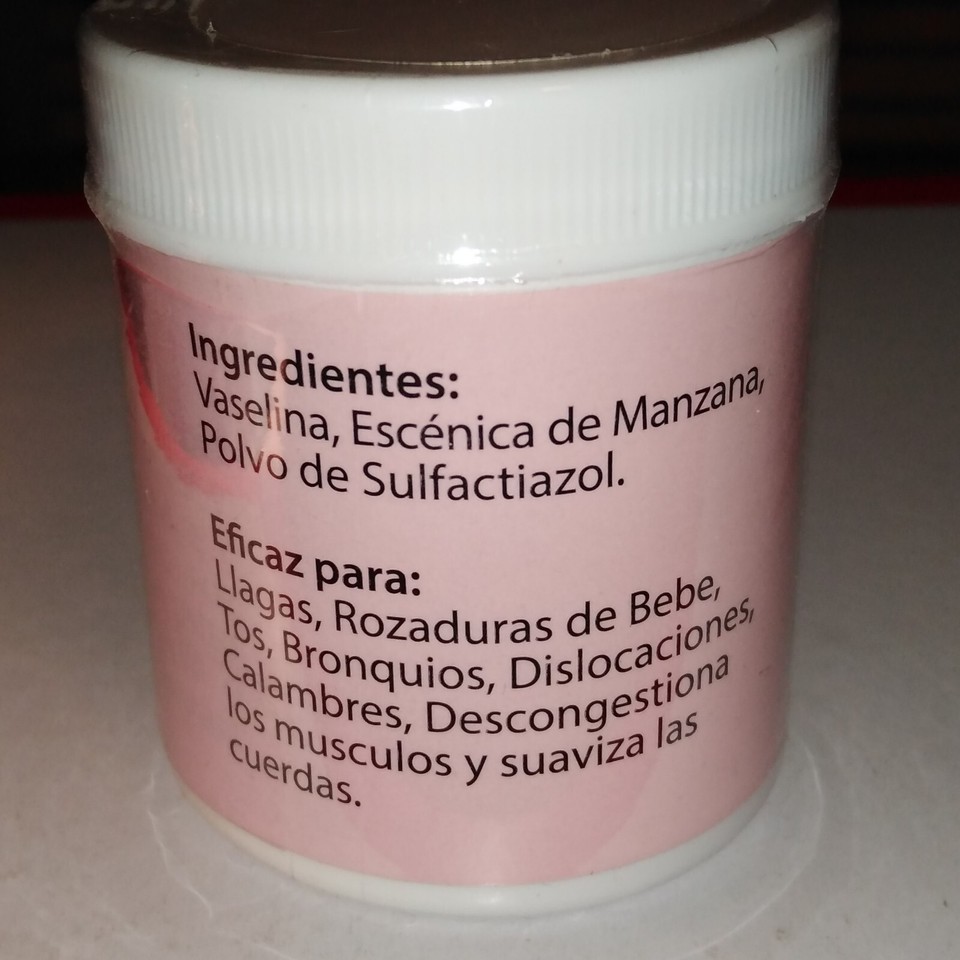 Ingredientes:
Vaselina, Escénica de Manzana,
Polvo de Sulfactiazol.
Eficaz para:
Llagas, Rozaduras de Bebe,
Tos, Bronquios, Dislocaciones,
Calambres, Descongestiona
los musculos y suaviza las
cuerdas.